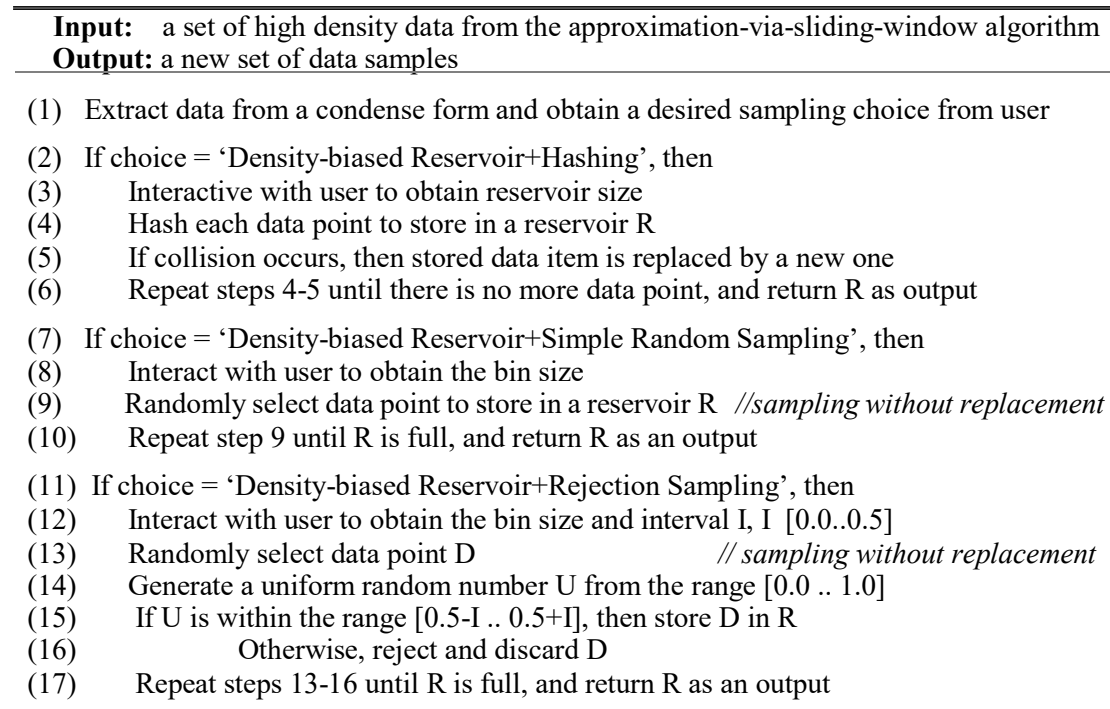 Input: a set of high density data from the approximation-via-sliding-window algorithm
Output: a new set of data samples
(1) Extract data from a condense form and obtain a desired sampling choice from user
(2) If choice = ‘Density-biased Reservoir+Hashing’, then
(3) Interactive with user to obtain reservoir size
(4) Hash each data point to store in a reservoir R
(5) If collision occurs, then stored data item is replaced by a new one
(6) Repeat steps 4-5 until there is no more data point, and return R as output
(7) If choice = ‘Density-biased Reservoir+Simple Random Sampling’, then
(8) Interact with user to obtain the bin size
(9) Randomly select data point to store in a reservoir R //sampling without replacement
(10) Repeat step 9 until R is full, and return R as an output
(11) If choice = ‘Density-biased Reservoir+Rejection Sampling’, then
(12) Interact with user to obtain the bin size and interval I, I [0.0..0.5]
(13) Randomly select data point D // sampling without replacement
(14) Generate a uniform random number U from the range [0.0 .. 1.0]
(15) If U is within the range [0.5-I .. 0.5+I], then store D in R
(16) Otherwise, reject and discard D
(17) Repeat steps 13-16 until R is full, and return R as an output